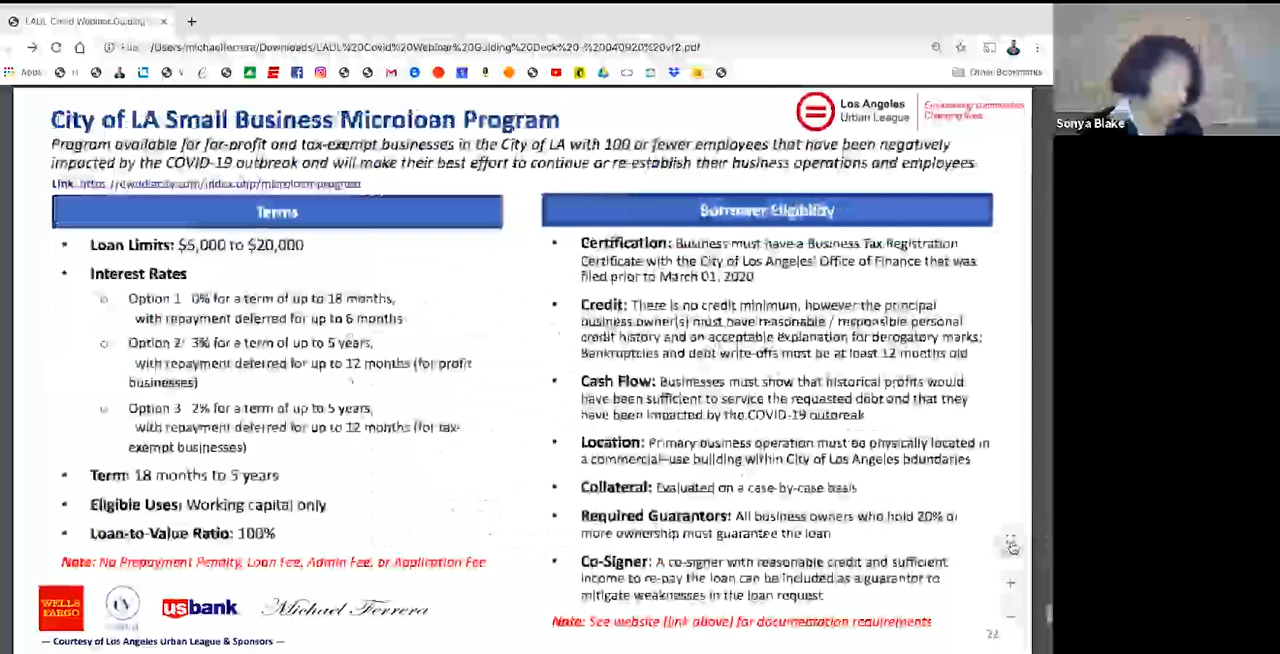 LAUL Covid Webinar Guiding
/Users/michaelferrera/Downloads/LAUL%20Covid%20Webinar%20Guiding%20Deck%20-%20040920%20vf2.pdf
Other Bookmarks
City of LA Small Business Microloan Program
Los Angeles
Urban League
Empowering communities.
Changing lives.
Program available for for-profit and tax-exempt businesses in the City of LA with 100 or fewer employees that have been negatively
impacted by the COVID-19 outbreak and will make their best effort to continue or re-establish their business operations and employees
Terms
• Loan Limits: $5,000 to $20,000
• Interest Rates
o Option 1 0% for a term of up to 18 months,
with repayment deferred for up to 6 months
o Option 2 3% for a term of up to 5 years,
with repayment deferred for up to 12 months (for profit
businesses)
o Option 3 2% for a term of up to 5 years,
with repayment deferred for up to 12 months (for tax-
exempt businesses)
• Term: 18 months to 5 years
• Eligible Uses: Working capital only
• Loan-to-Value Ratio: 100%
Note: No Prepayment Penalty, Loan Fee, Admin Fee, or Application Fee
Borrower Eligibility
• Certification: Business must have a Business Tax Registration
Certificate with the City of Los Angeles' Office of Finance that was
filed prior to March 01, 2020
• Credit: There is no credit minimum, however the principal
business owner(s) must have reasonable / responsible personal
credit history and an acceptable explanation for derogatory marks;
Bankruptcies and debt write-offs must be at least 12 months old
• Cash Flow: Businesses must show that historical profits would
have been sufficient to service the requested debt and that they
have been impacted by the COVID-19 outbreak
• Location: Primary business operation must be physically located in
a commercial-use building within City of Los Angeles boundaries
• Collateral: Evaluated on a case-by-case basis
• Required Guarantors: All business owners who hold 20% or
more ownership must guarantee the loan
• Co-Signer: A co-signer with reasonable credit and sufficient
income to re-pay the loan can be included as a guarantor to
mitigate weaknesses in the loan request
Note: See website (link above) for documentation requirements
WELLS
FARGO
usbank
Michael Ferrera
— Courtesy of Los Angeles Urban League & Sponsors —
22
Sonya Blake